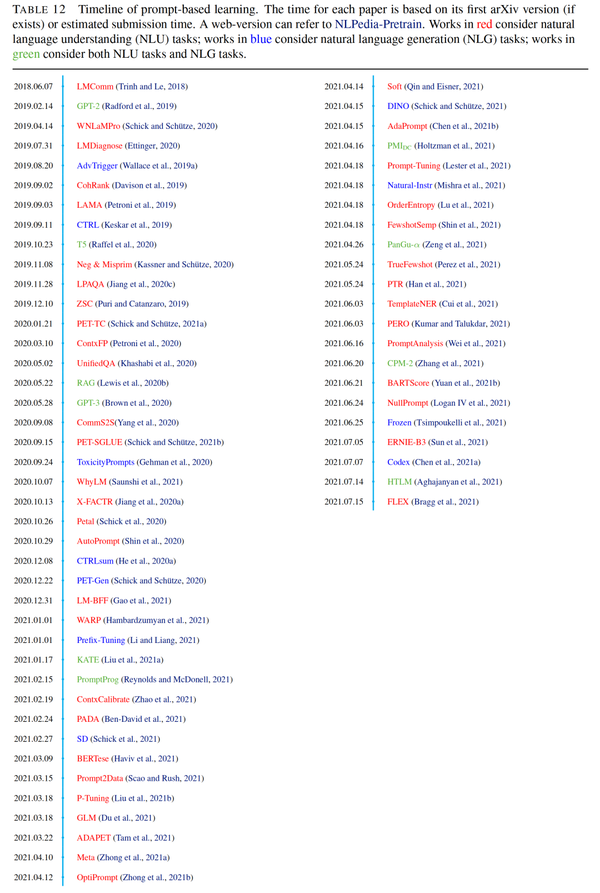 TABLE 12 Timeline of prompt-based learning. The time for each paper is based on its first arXiv version (if
exists) or estimated submission time. A web-version can refer to NLPedia-Pretrain. Works in red consider natural
language understanding (NLU) tasks; works in blue consider natural language generation (NLG) tasks; works in
green consider both NLU tasks and NLG tasks.
2018.06.07 LMComm (Trinh and Le, 2018)
2019.02.14 GPT-2 (Radford et al., 2019)
2019.04.14 WNLaMPro (Schick and Schütze, 2020)
2019.07.31 LMDiagnose (Ettinger, 2020)
2019.08.20 AdvTrigger (Wallace et al., 2019a)
2019.09.02 CohRank (Davison et al., 2019)
2019.09.03 LAMA (Petroni et al., 2019)
2019.09.11 CTRL (Keskar et al., 2019)
2019.10.23 T5 (Raffel et al., 2020)
2019.11.08 Neg & Misprim (Kassner and Schütze, 2020)
2019.11.28 LPAQA (Jiang et al., 2020c)
2019.12.10 ZSC (Puri and Catanzaro, 2019)
2020.01.21 PET-TC (Schick and Schütze, 2021a)
2020.03.10 ContxFP (Petroni et al., 2020)
2020.05.02 UnifiedQA (Khashabi et al., 2020)
2020.05.22 RAG (Lewis et al., 2020b)
2020.05.28 GPT-3 (Brown et al., 2020)
2020.09.08 CommS2S(Yang et al., 2020)
2020.09.15 PET-SGLUE (Schick and Schütze, 2021b)
2020.09.24 ToxicityPrompts (Gehman et al., 2020)
2020.10.07 WhyLM (Saunshi et al., 2021)
2020.10.13 X-FACTR (Jiang et al., 2020a)
2020.10.26 Petal (Schick et al., 2020)
2020.10.29 AutoPrompt (Shin et al., 2020)
2020.12.08 CTRLsum (He et al., 2020a)
2020.12.22 PET-Gen (Schick and Schütze, 2020)
2020.12.31 LM-BFF (Gao et al., 2021)
2021.01.01 WARP (Hambardzumyan et al., 2021)
2021.01.01 Prefix-Tuning (Li and Liang, 2021)
2021.01.17 KATE (Liu et al., 2021a)
2021.02.15 PromptProg (Reynolds and McDonell, 2021)
2021.02.19 ContxCalibrate (Zhao et al., 2021)
2021.02.24 PADA (Ben-David et al., 2021)
2021.02.27 SD (Schick et al., 2021)
2021.03.09 BERTese (Haviv et al., 2021)
2021.03.15 Prompt2Data (Scao and Rush, 2021)
2021.03.18 P-Tuning (Liu et al., 2021b)
2021.03.18 GLM (Du et al., 2021)
2021.03.22 ADAPET (Tam et al., 2021)
2021.04.10 Meta (Zhong et al., 2021a)
2021.04.12 OptiPrompt (Zhong et al., 2021b)
2021.04.14 Soft (Qin and Eisner, 2021)
2021.04.15 DINO (Schick and Schütze, 2021)
2021.04.15 AdaPrompt (Chen et al., 2021b)
2021.04.16 PMI_DC (Holtzman et al., 2021)
2021.04.18 Prompt-Tuning (Lester et al., 2021)
2021.04.18 Natural-Instr (Mishra et al., 2021)
2021.04.18 OrderEntropy (Lu et al., 2021)
2021.04.18 FewshotSemp (Shin et al., 2021)
2021.04.26 PanGu-α (Zeng et al., 2021)
2021.05.24 TrueFewshot (Perez et al., 2021)
2021.05.24 PTR (Han et al., 2021)
2021.06.03 TemplateNER (Cui et al., 2021)
2021.06.03 PERO (Kumar and Talukdar, 2021)
2021.06.16 PromptAnalysis (Wei et al., 2021)
2021.06.20 CPM-2 (Zhang et al., 2021)
2021.06.21 BARTScore (Yuan et al., 2021b)
2021.06.24 NullPrompt (Logan IV et al., 2021)
2021.06.25 Frozen (Tsimpoukelli et al., 2021)
2021.07.05 ERNIE-B3 (Sun et al., 2021)
2021.07.07 Codex (Chen et al., 2021a)
2021.07.14 HTLM (Aghajanyan et al., 2021)
2021.07.15 FLEX (Bragg et al., 2021)